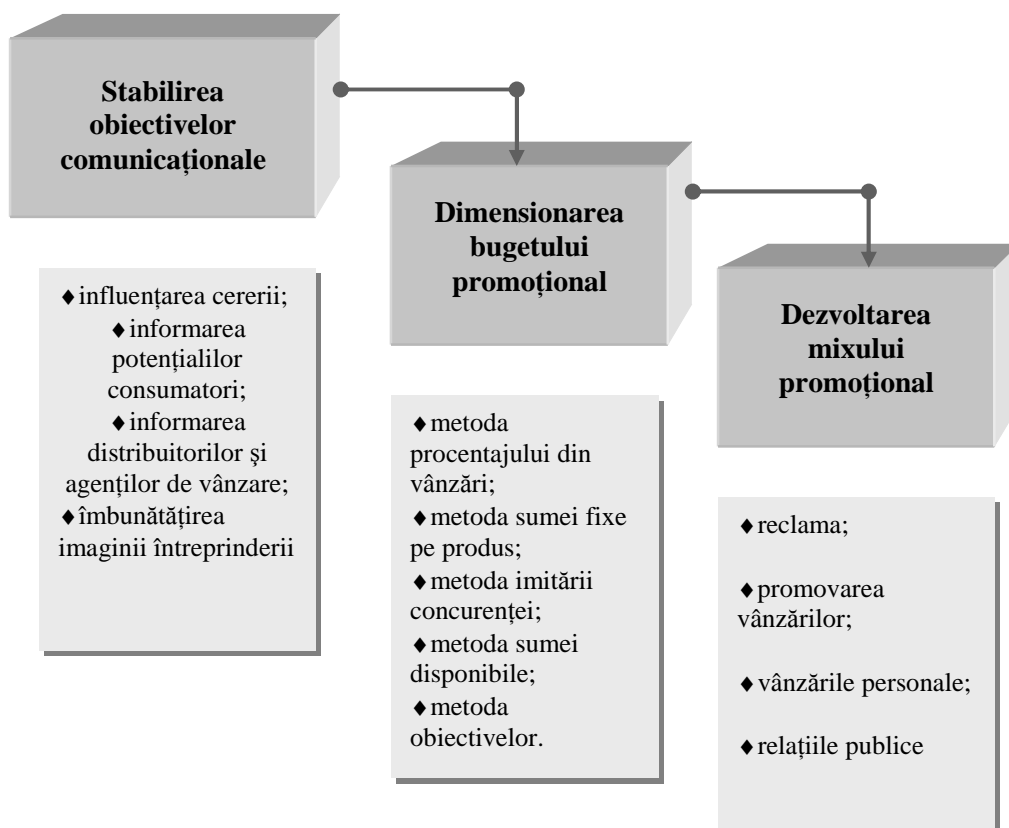 Stabilirea
obiectivelor
comunicaționale
♦influențarea cererii;
♦informarea
potențialilor
consumatori;
♦informarea
distribuitorilor şi
agenților de vânzare;
♦îmbunătățirea
imaginii întreprinderii
Dimensionarea
bugetului
promoțional
♦metoda
procentajului din
vânzări;
♦metoda sumei fixe
pe produs;
♦metoda imitării
concurenței;
♦metoda sumei
disponibile;
♦metoda
obiectivelor.
Dezvoltarea
mixului
promoțional
♦reclama;
♦promovarea
vânzărilor;
♦vânzările personale;
♦relațiile publice